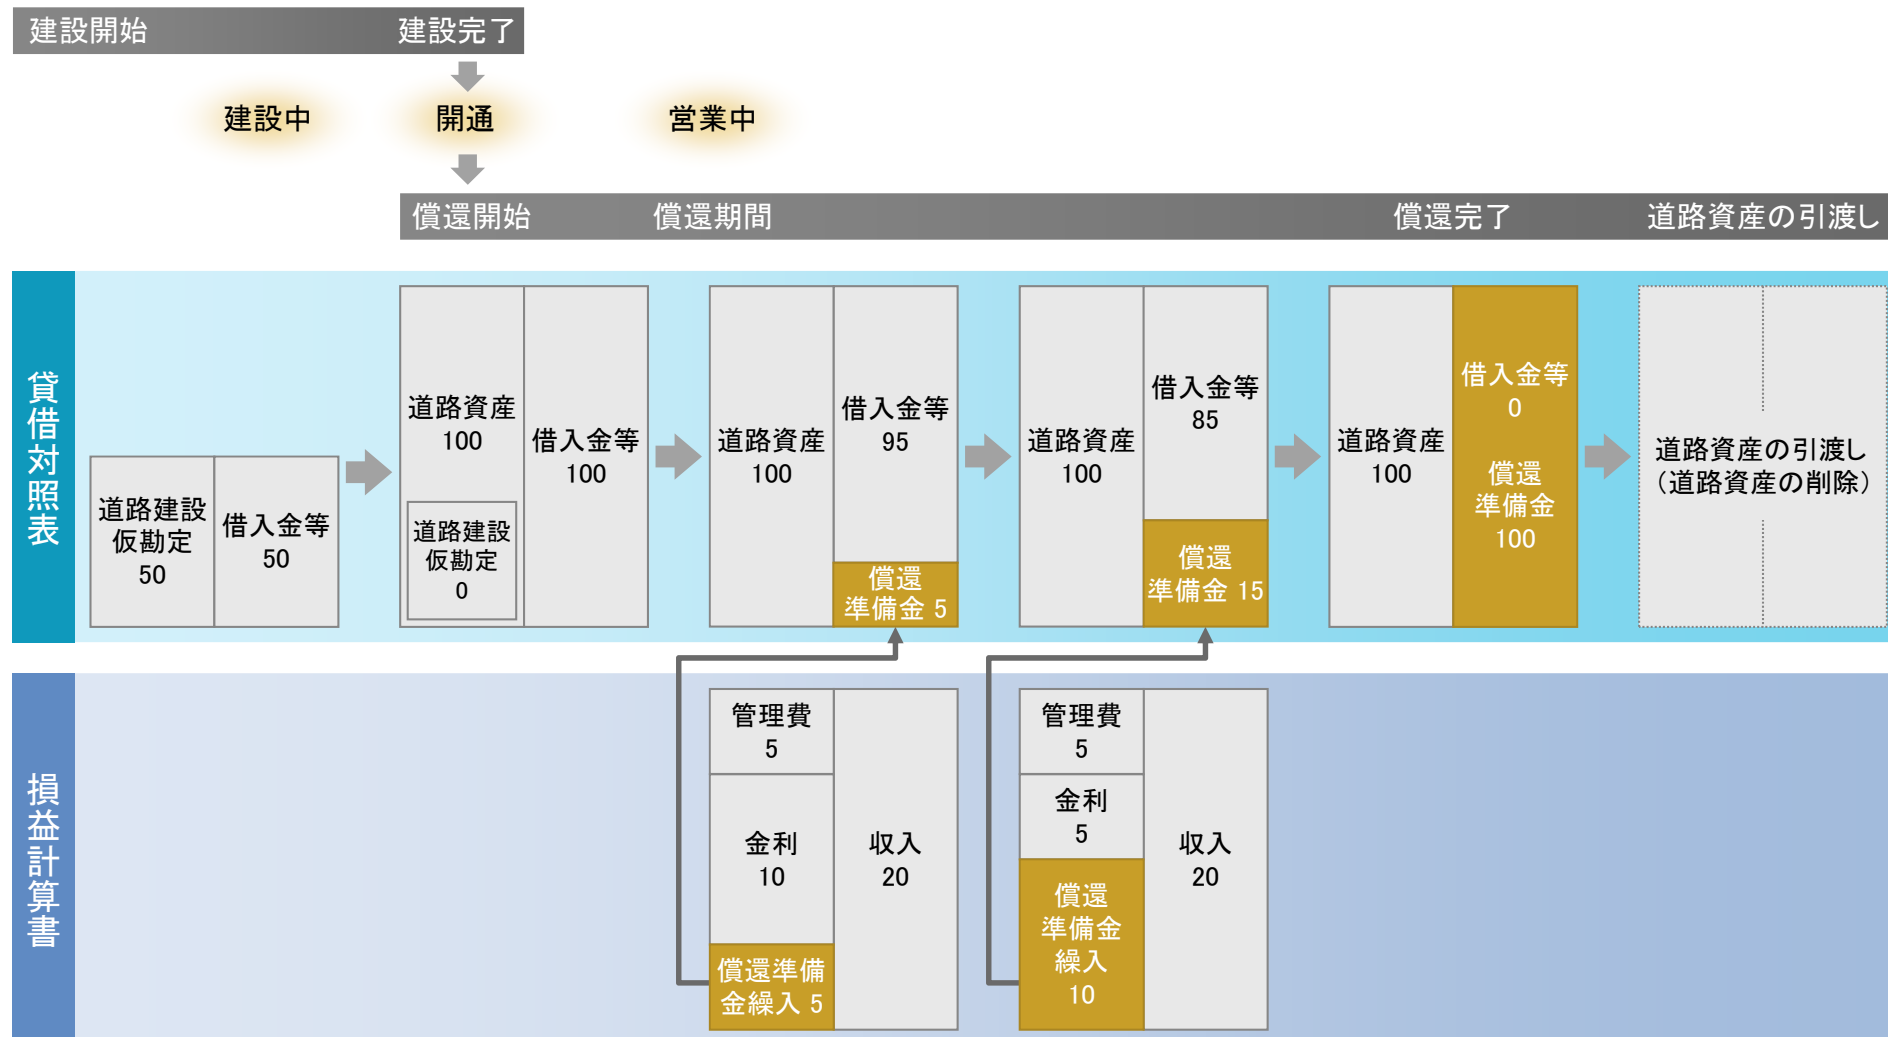 建設開始
建設完了
建設中
開通
営業中
償還開始
償還期間
償還完了
道路資産の引渡し
貸借対照表
道路建設
仮勘定
50
借入金等
50
道路資産
100
道路建設
仮勘定
0
借入金等
100
道路資産
100
借入金等
95
償還
準備金 5
道路資産
100
借入金等
85
償還
準備金 15
道路資産
100
借入金等
0
償還
準備金
100
道路資産の引渡し
（道路資産の削除）
損益計算書
管理費
5
金利
10
償還準備
金繰入 5
収入
20
管理費
5
金利
5
償還
準備金
繰入
10
収入
20